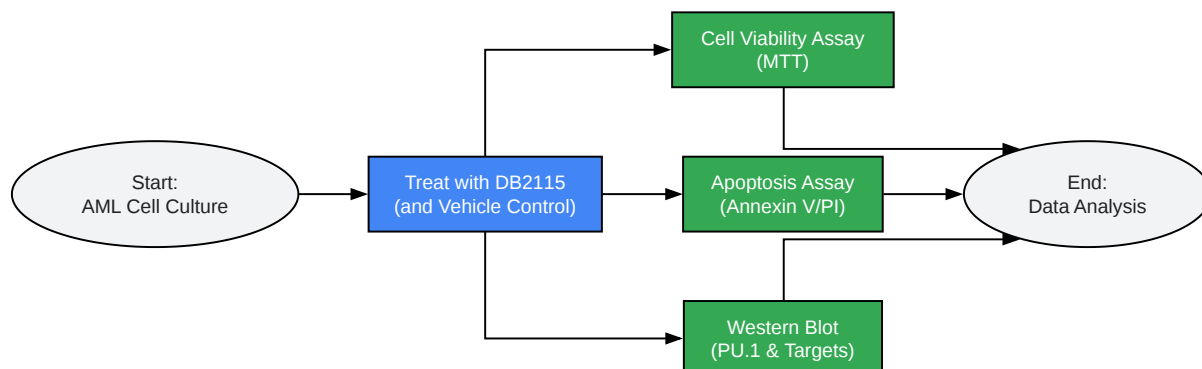 Start:
AML Cell Culture
Treat with DB2115
(and Vehicle Control)
Cell Viability Assay
(MTT)
Apoptosis Assay
(Annexin V/PI)
Western Blot
(PU.1 & Targets)
End:
Data Analysis